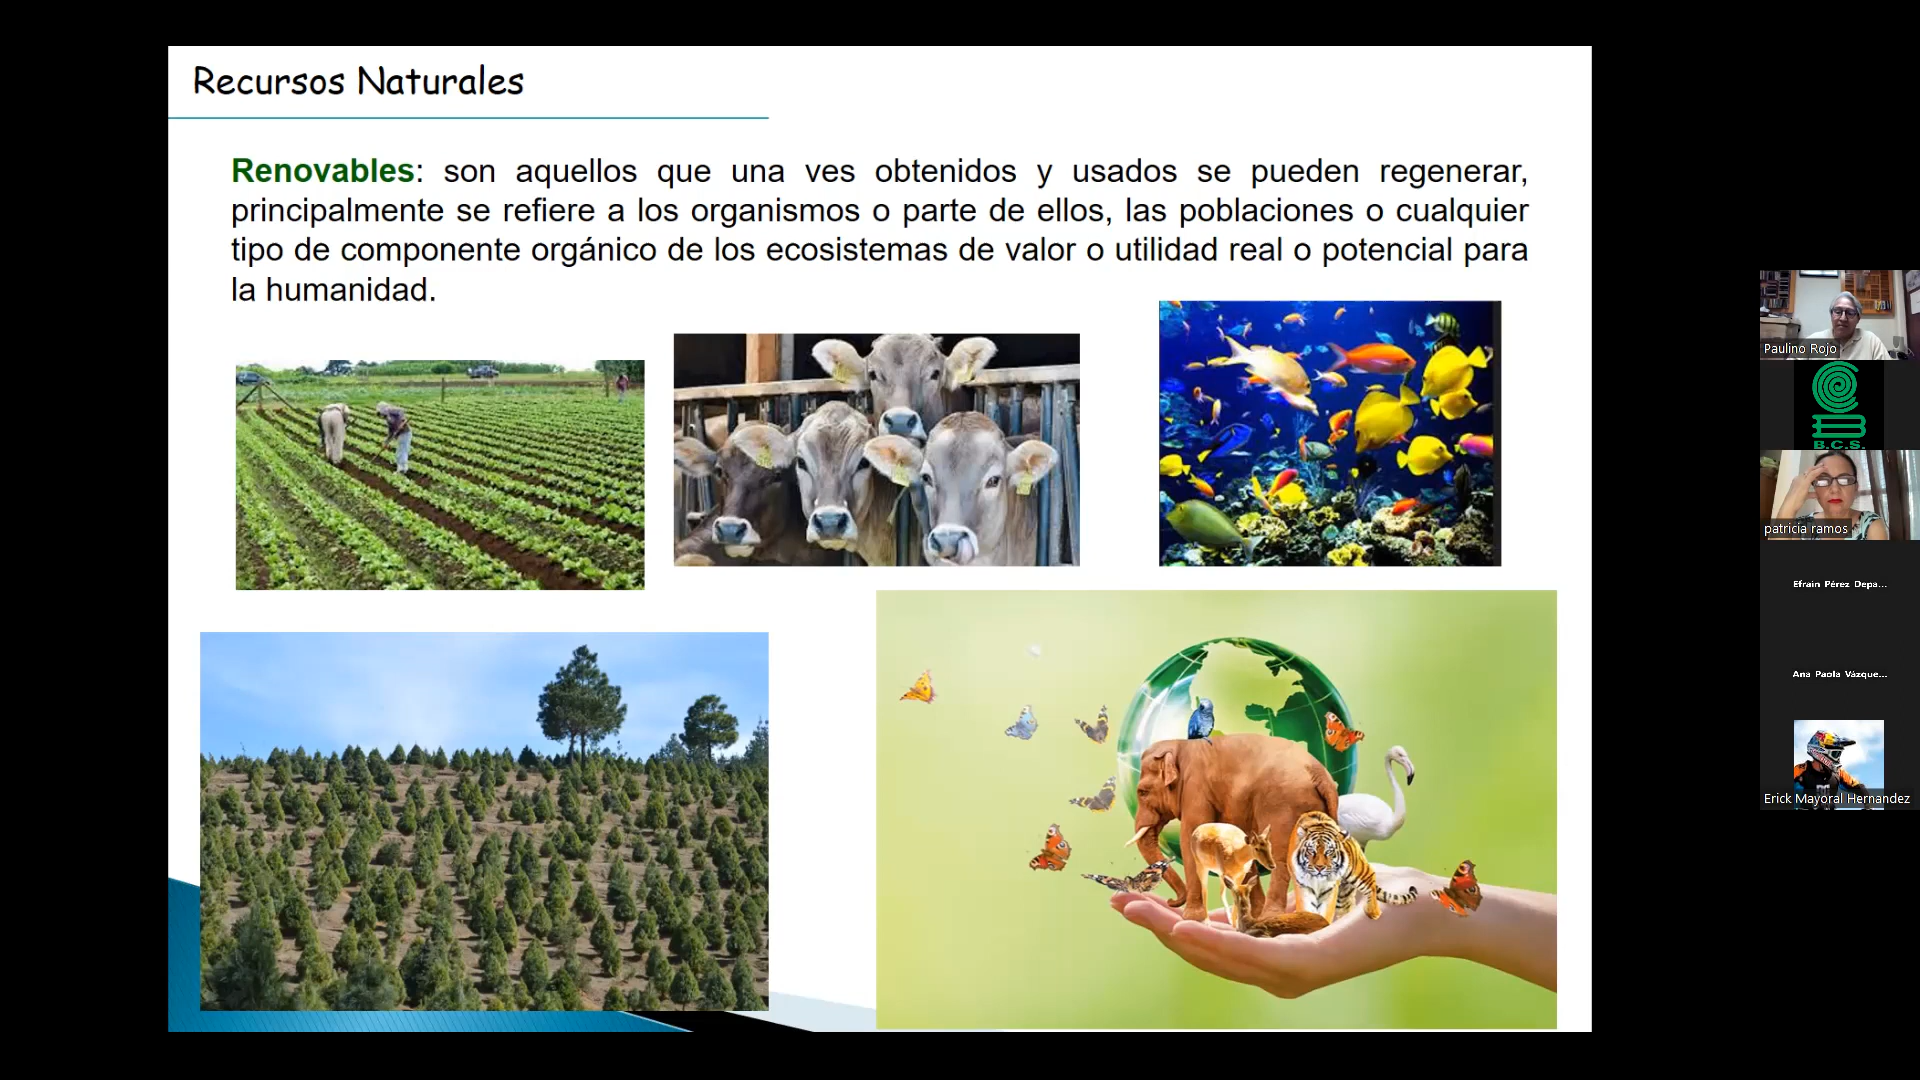 Recursos Naturales
Renovables: son aquellos que una ves obtenidos y usados se pueden regenerar,
principalmente se refiere a los organismos o parte de ellos, las poblaciones o cualquier
tipo de componente orgánico de los ecosistemas de valor o utilidad real o potencial para
la humanidad.
Paulino Rojo
B.C.S.
patricia ramos
Efrain Pérez Depa...
Ana Paola Vázque...
Erick Mayoral Hernandez